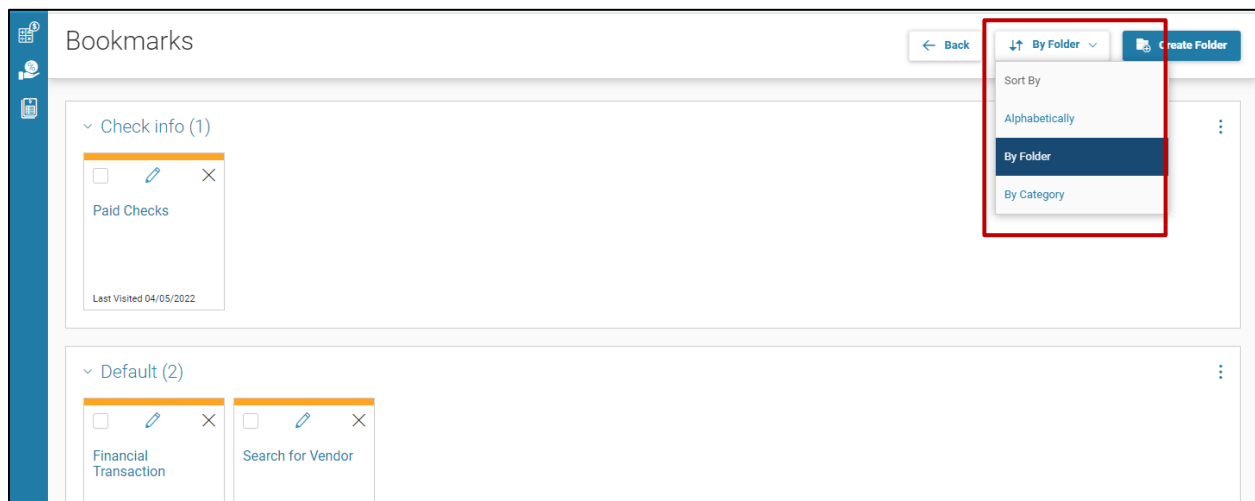 Bookmarks
Back
By Folder
Create Folder
Sort By
Alphabetically
By Folder
By Category
Check info (1)
Paid Checks
Last Visited 04/05/2022
Default (2)
Financial
Transaction
Search for Vendor